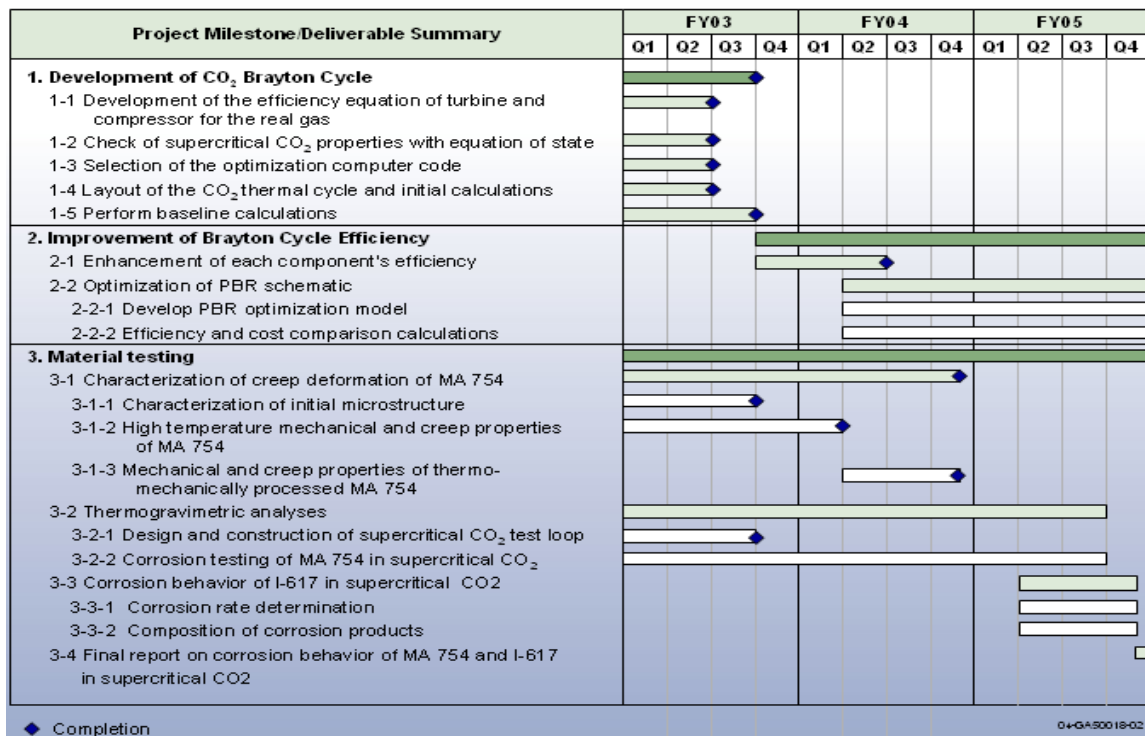 Project Milestone/Deliverable Summary
FY03 FY04 FY05
Q1 Q2 Q3 Q4 Q1 Q2 Q3 Q4 Q1 Q2 Q3 Q4
1. Development of CO₂ Brayton Cycle
1-1 Development of the efficiency equation of turbine and
compressor for the real gas
1-2 Check of supercritical CO₂ properties with equation of state
1-3 Selection of the optimization computer code
1-4 Layout of the CO₂ thermal cycle and initial calculations
1-5 Perform baseline calculations
2. Improvement of Brayton Cycle Efficiency
2-1 Enhancement of each component's efficiency
2-2 Optimization of PBR schematic
2-2-1 Develop PBR optimization model
2-2-2 Efficiency and cost comparison calculations
3. Material testing
3-1 Characterization of creep deformation of MA 754
3-1-1 Characterization of initial microstructure
3-1-2 High temperature mechanical and creep properties
of MA 754
3-1-3 Mechanical and creep properties of thermo-
mechanically processed MA 754
3-2 Thermogravimetric analyses
3-2-1 Design and construction of supercritical CO₂ test loop
3-2-2 Corrosion testing of MA 754 in supercritical CO₂
3-3 Corrosion behavior of I-617 in supercritical CO2
3-3-1 Corrosion rate determination
3-3-2 Composition of corrosion products
3-4 Final report on corrosion behavior of MA 754 and I-617
in supercritical CO2
Completion
04-GA50018-02